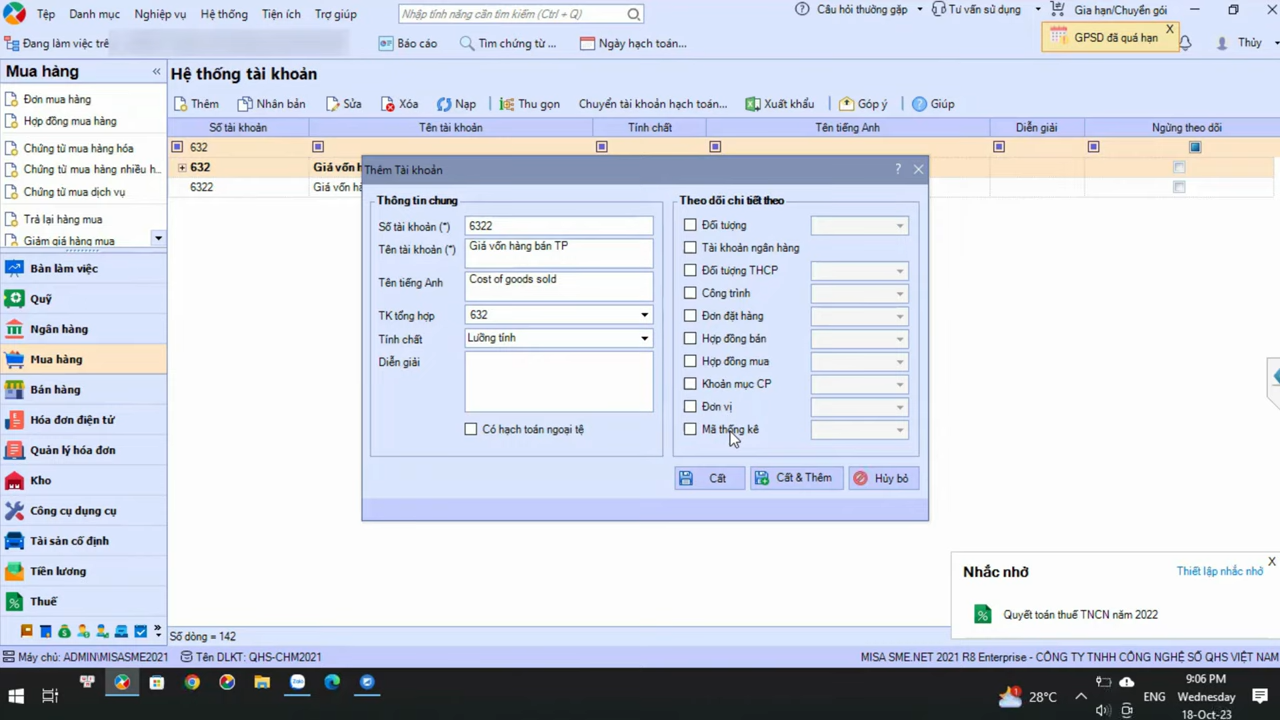 Tệp Danh mục Nghiệp vụ Hệ thống Tiện ích Trợ giúp Nhập tính năng cần tìm kiếm (Ctrl + Q) Câu hỏi thường gặp Tư vấn sử dụng Gia hạn/Chuyển gói
Đang làm việc trê Báo cáo Tìm chứng từ ... Ngày hạch toán... GPSD đã quá hạn X Thủy
Mua hàng «
Hệ thống tài khoản
Đơn mua hàng
Hợp đồng mua hàng
Chứng từ mua hàng hóa
Chứng từ mua hàng nhiều h...
Chứng từ mua dịch vụ
Trả lại hàng mua
Giảm giá hàng mua
Bàn làm việc
Quỹ
Ngân hàng
Mua hàng
Bán hàng
Hóa đơn điện tử
Quản lý hóa đơn
Kho
Công cụ dụng cụ
Tài sản cố định
Tiền lương
Thuế
Thêm Nhân bản Sửa Xóa Nạp Thu gọn Chuyển tài khoản hạch toán... Xuất khẩu Góp ý Giúp
Số tài khoản Tên tài khoản Tính chất Tên tiếng Anh Diễn giải Ngừng theo dõi
632
632 Giá vốn h
6322 Giá vốn hà
Thêm Tài khoản ?
Thông tin chung
Số tài khoản (*) 6322
Tên tài khoản (*) Giá vốn hàng bán TP
Tên tiếng Anh Cost of goods sold
TK tổng hợp 632
Tính chất Lưỡng tính
Diễn giải
Có hạch toán ngoại tệ
Theo dõi chi tiết theo
Đối tượng
Tài khoản ngân hàng
Đối tượng THCP
Công trình
Đơn đặt hàng
Hợp đồng bán
Hợp đồng mua
Khoản mục CP
Đơn vị
Mã thống kê
Cất Cất & Thêm Hủy bỏ
Nhắc nhở Thiết lập nhắc nhở X
Quyết toán thuế TNCN năm 2022
Số dòng = 142
Máy chủ: ADMIN\MISASME2021 Tên DLKT: QHS-CHM2021 MISA SME.NET 2021 R8 Enterprise - CÔNG TY TNHH CÔNG NGHỆ SỐ QHS VIỆT NAM
28°C ENG
9:06 PM
Wednesday
18-Oct-23